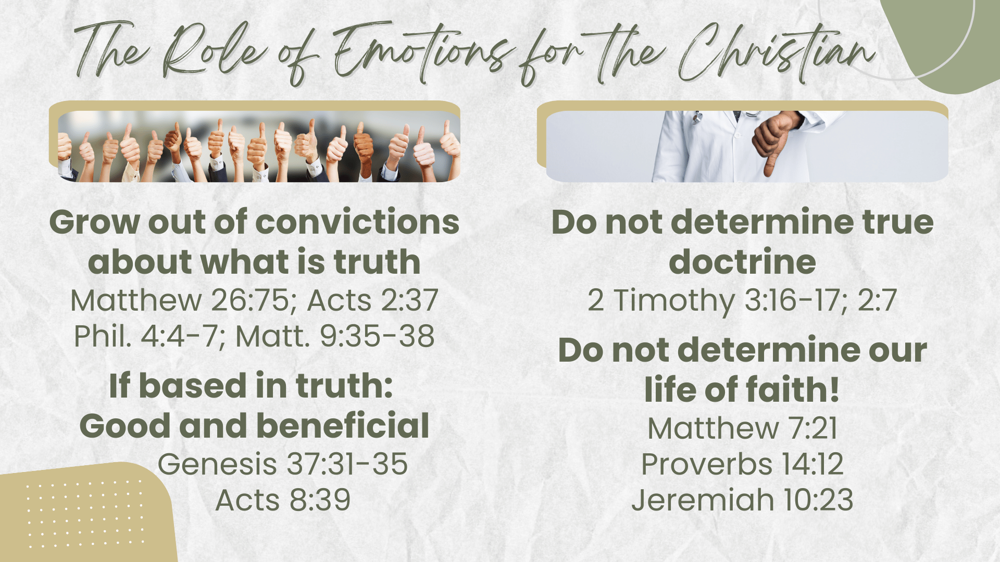 The Role of Emotions for the Christian
Grow out of convictions
about what is truth
Matthew 26:75; Acts 2:37
Phil. 4:4-7; Matt. 9:35-38
If based in truth:
Good and beneficial
Genesis 37:31-35
Acts 8:39
Do not determine true
doctrine
2 Timothy 3:16-17; 2:7
Do not determine our
life of faith!
Matthew 7:21
Proverbs 14:12
Jeremiah 10:23